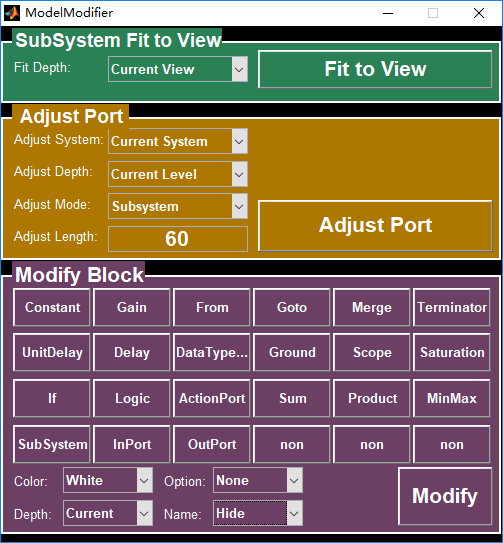 ModelModifier
SubSystem Fit to View
Fit Depth: Current View Fit to View
Adjust Port
Adjust System: Current System
Adjust Depth: Current Level
Adjust Mode: Subsystem
Adjust Port
Adjust Length: 60
Modify Block
Constant Gain From Goto Merge Terminator
UnitDelay Delay DataType... Ground Scope Saturation
If Logic ActionPort Sum Product MinMax
SubSystem InPort OutPort non non non
Color: White Option: None
Modify
Depth: Current Name: Hide